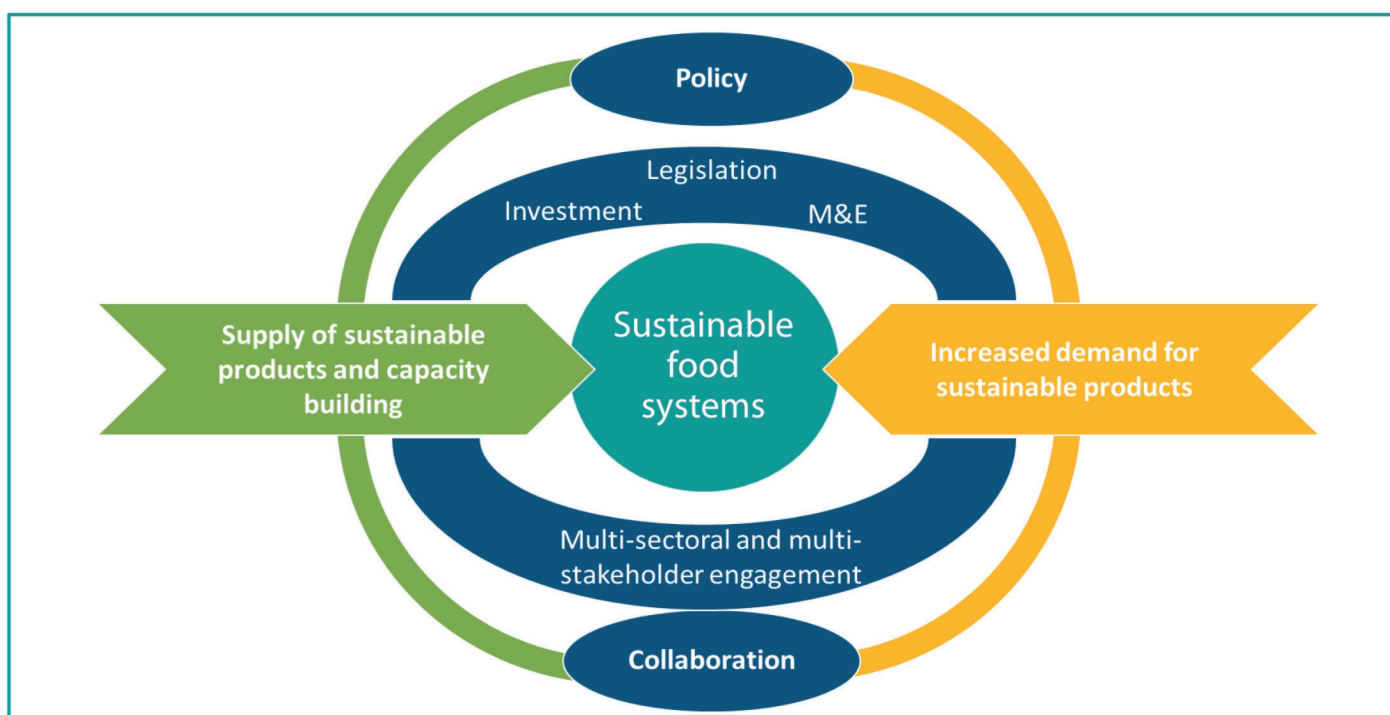 Policy
Legislation
Investment
M&E
Supply of sustainable
products and capacity
building
Sustainable
food
systems
Increased demand for
sustainable products
Multi-sectoral and multi-
stakeholder engagement
Collaboration